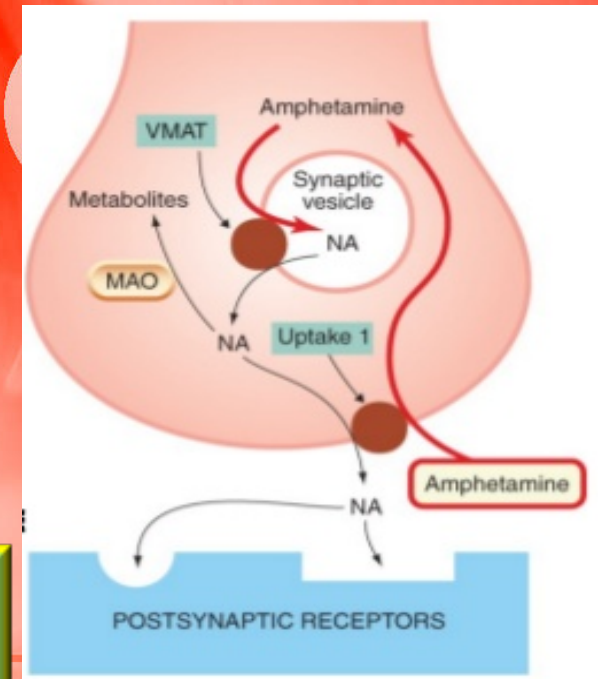 Amphetamine
VMAT
Synaptic
vesicle
Metabolites
NA
MAO
NA
Uptake 1
Amphetamine
NA
POSTSYNAPTIC RECEPTORS